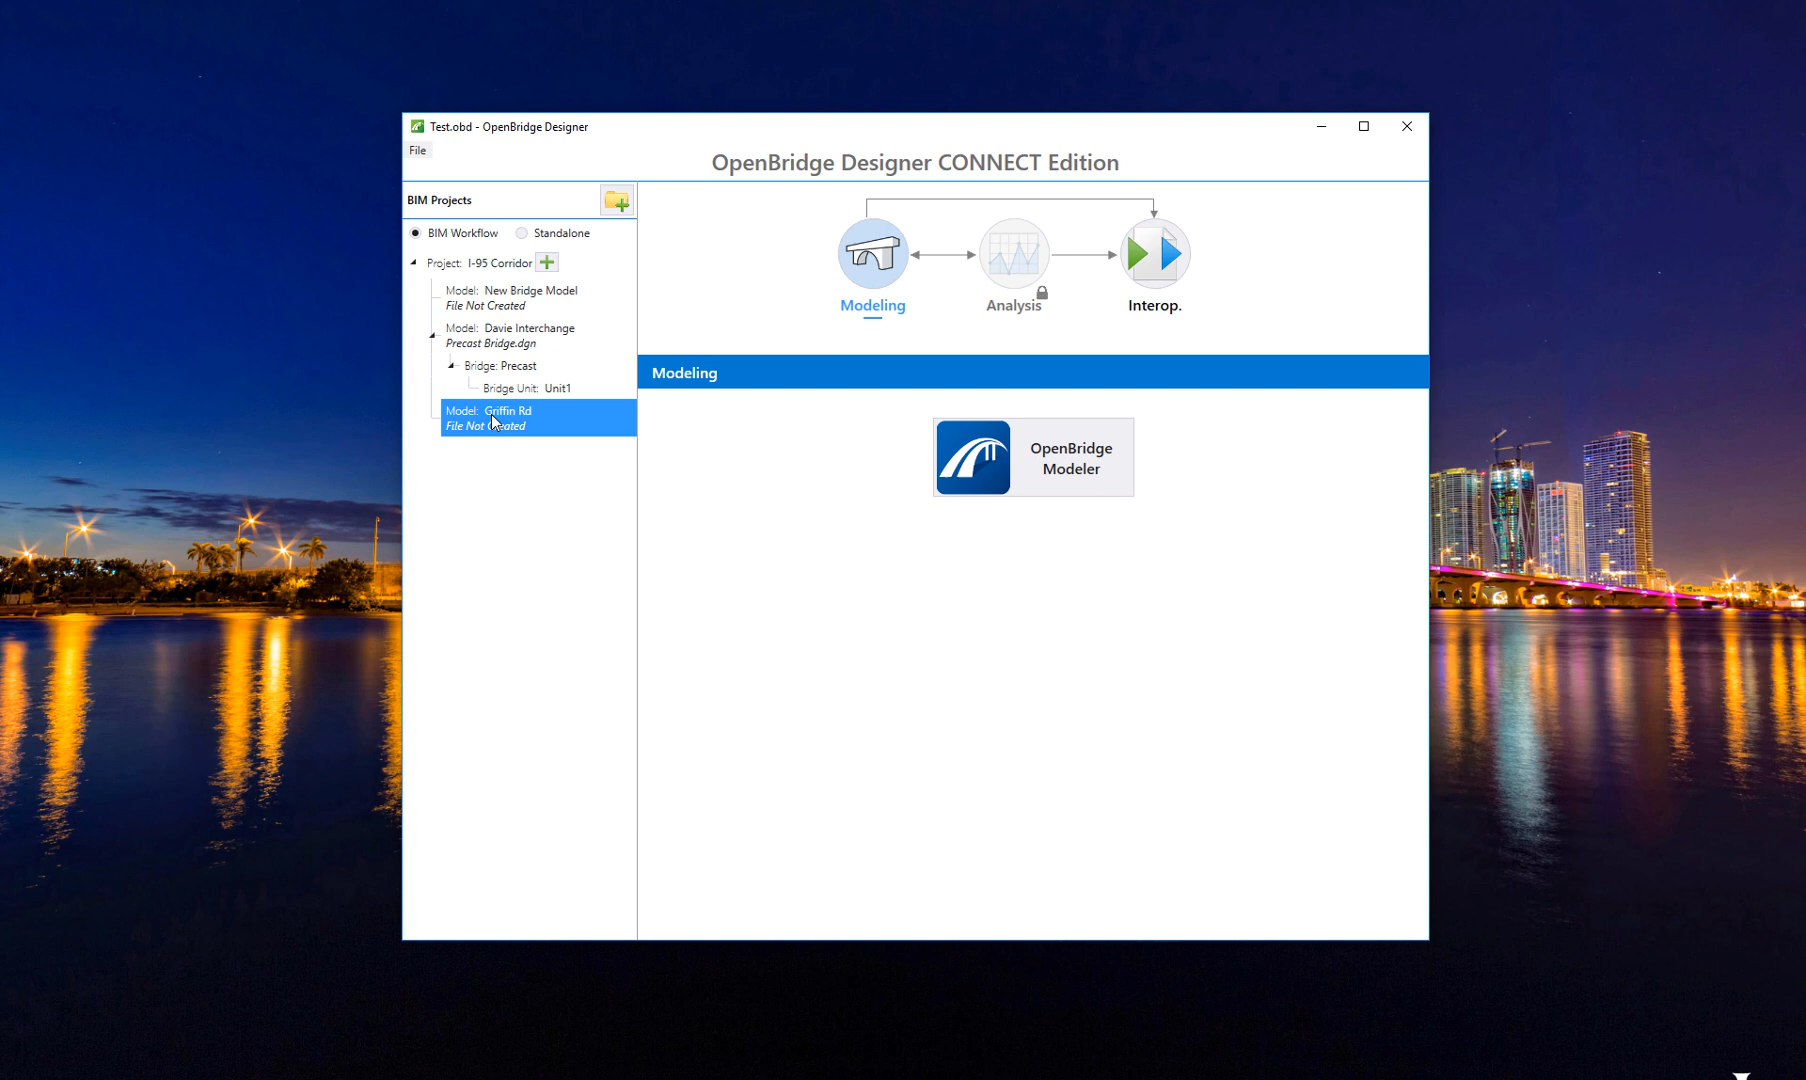 Test.obd - OpenBridge Designer
File
OpenBridge Designer CONNECT Edition
BIM Projects
BIM Workflow
Standalone
Project: I-95 Corridor
Model: New Bridge Model
File Not Created
Model: Davie Interchange
Precast Bridge.dgn
Bridge: Precast
Bridge Unit: Unit1
Model: Griffin Rd
File Not Created
Modeling
Analysis
Interop.
Modeling
OpenBridge
Modeler